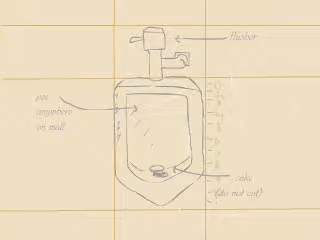 flusher
pee
anywhere
on wall
cake
(do not eat)